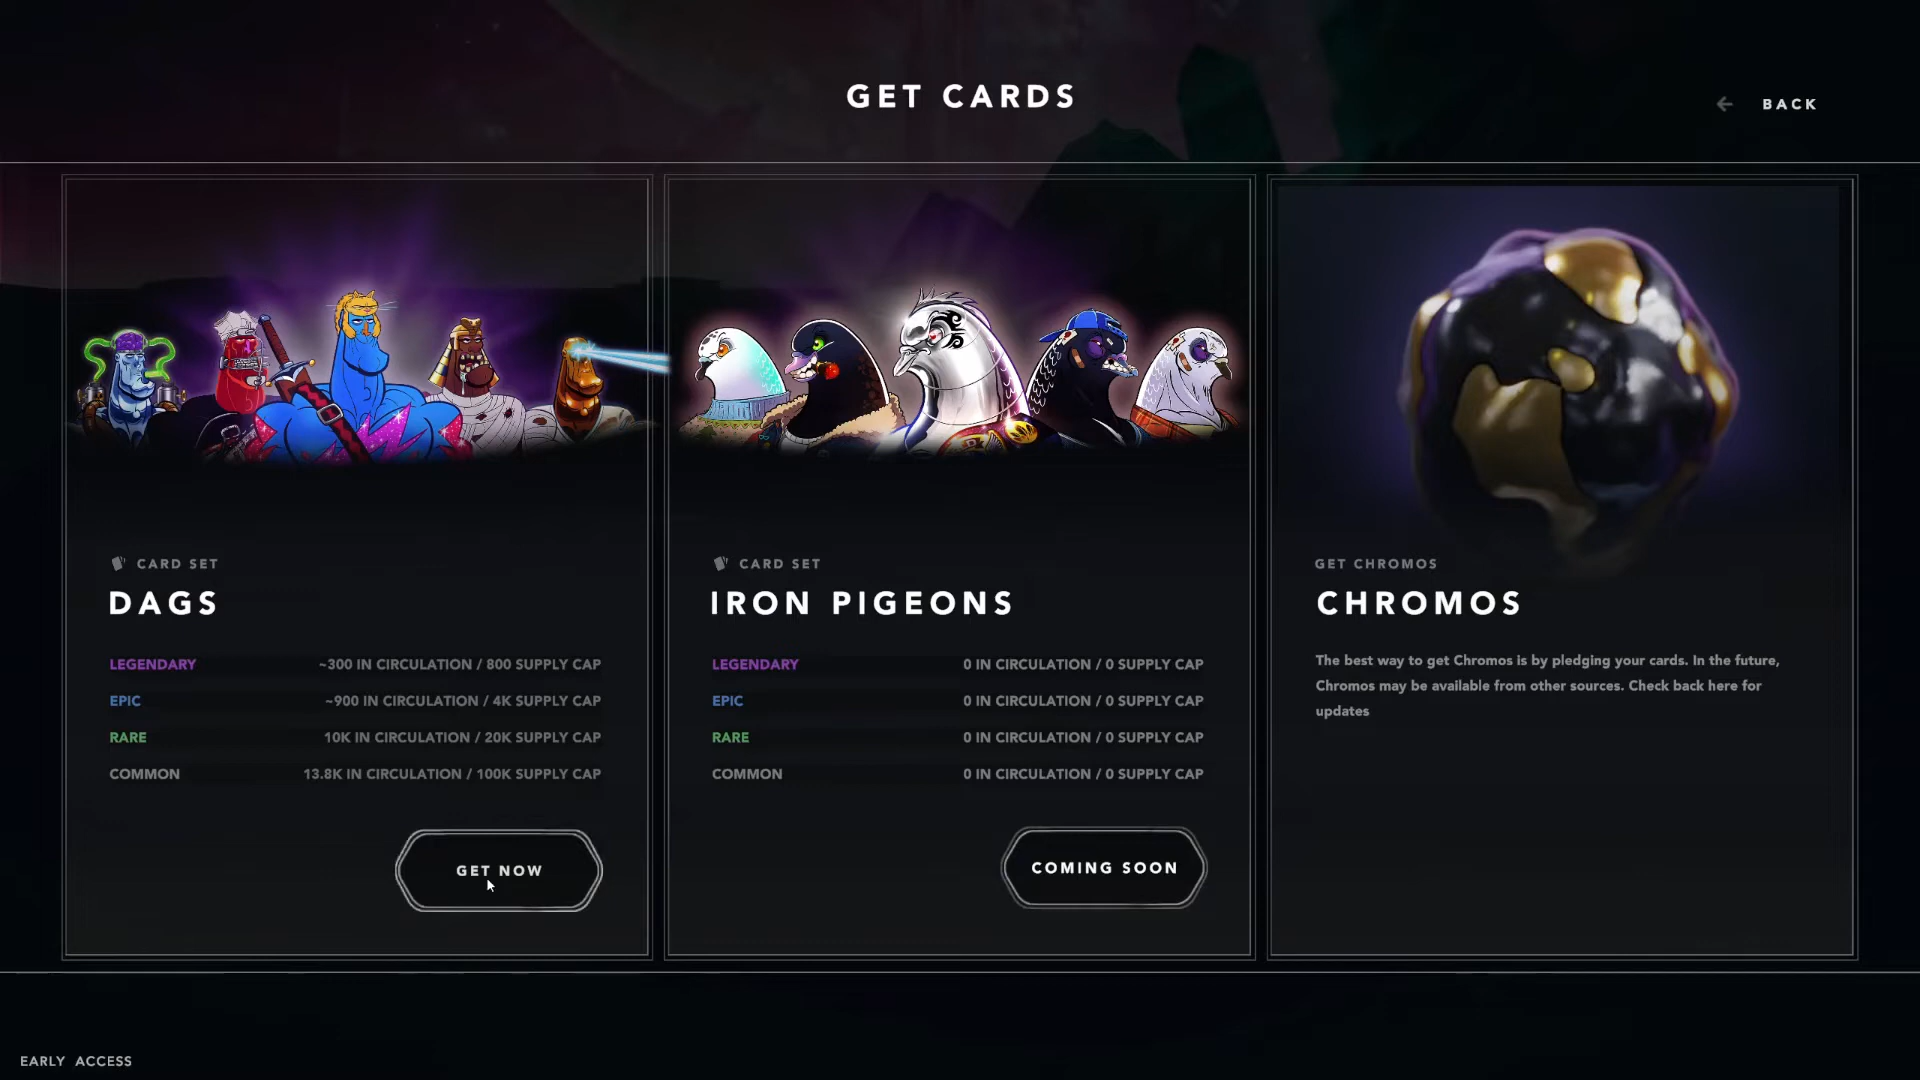 GET CARDS
BACK
CARD SET
DAGS
LEGENDARY ~300 IN CIRCULATION / 800 SUPPLY CAP
EPIC ~900 IN CIRCULATION / 4K SUPPLY CAP
RARE 10K IN CIRCULATION / 20K SUPPLY CAP
COMMON 13.8K IN CIRCULATION / 100K SUPPLY CAP
GET NOW
CARD SET
IRON PIGEONS
LEGENDARY 0 IN CIRCULATION / 0 SUPPLY CAP
EPIC 0 IN CIRCULATION / 0 SUPPLY CAP
RARE 0 IN CIRCULATION / 0 SUPPLY CAP
COMMON 0 IN CIRCULATION / 0 SUPPLY CAP
COMING SOON
GET CHROMOS
CHROMOS
The best way to get Chromos is by pledging your cards. In the future,
Chromos may be available from other sources. Check back here for
updates
EARLY ACCESS